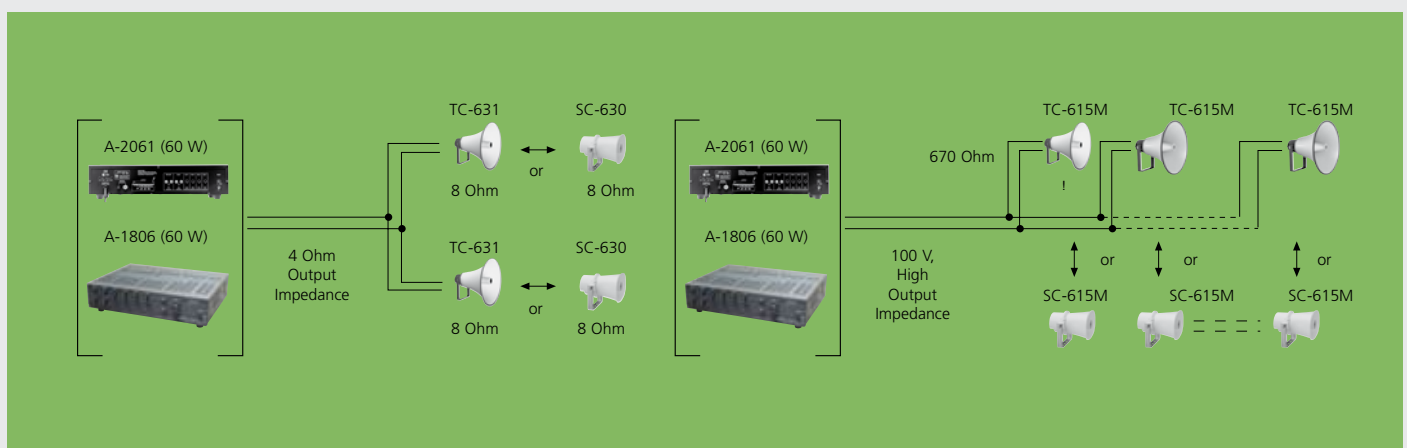 TC-631
SC-630
A-2061 (60 W)
or
8 Ohm
8 Ohm
A-1806 (60 W)
4 Ohm
Output
Impedance
TC-631
SC-630
or
8 Ohm
8 Ohm
A-2061 (60 W)
A-1806 (60 W)
100 V,
High
Output
Impedance
670 Ohm
TC-615M
TC-615M
TC-615M
!
or
or
or
SC-615M
SC-615M
SC-615M